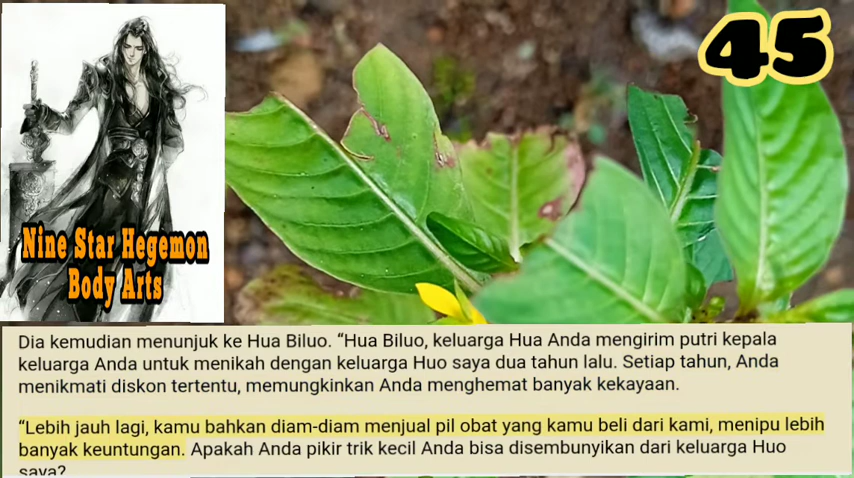 45
Nine Star Hegemon
Body Arts
Dia kemudian menunjuk ke Hua Biluo. “Hua Biluo, keluarga Hua Anda mengirim putri kepala
keluarga Anda untuk menikah dengan keluarga Huo saya dua tahun lalu. Setiap tahun, Anda
menikmati diskon tertentu, memungkinkan Anda menghemat banyak kekayaan.
“Lebih jauh lagi, kamu bahkan diam-diam menjual pil obat yang kamu beli dari kami, menipu lebih
banyak keuntungan. Apakah Anda pikir trik kecil Anda bisa disembunyikan dari keluarga Huo
saya?